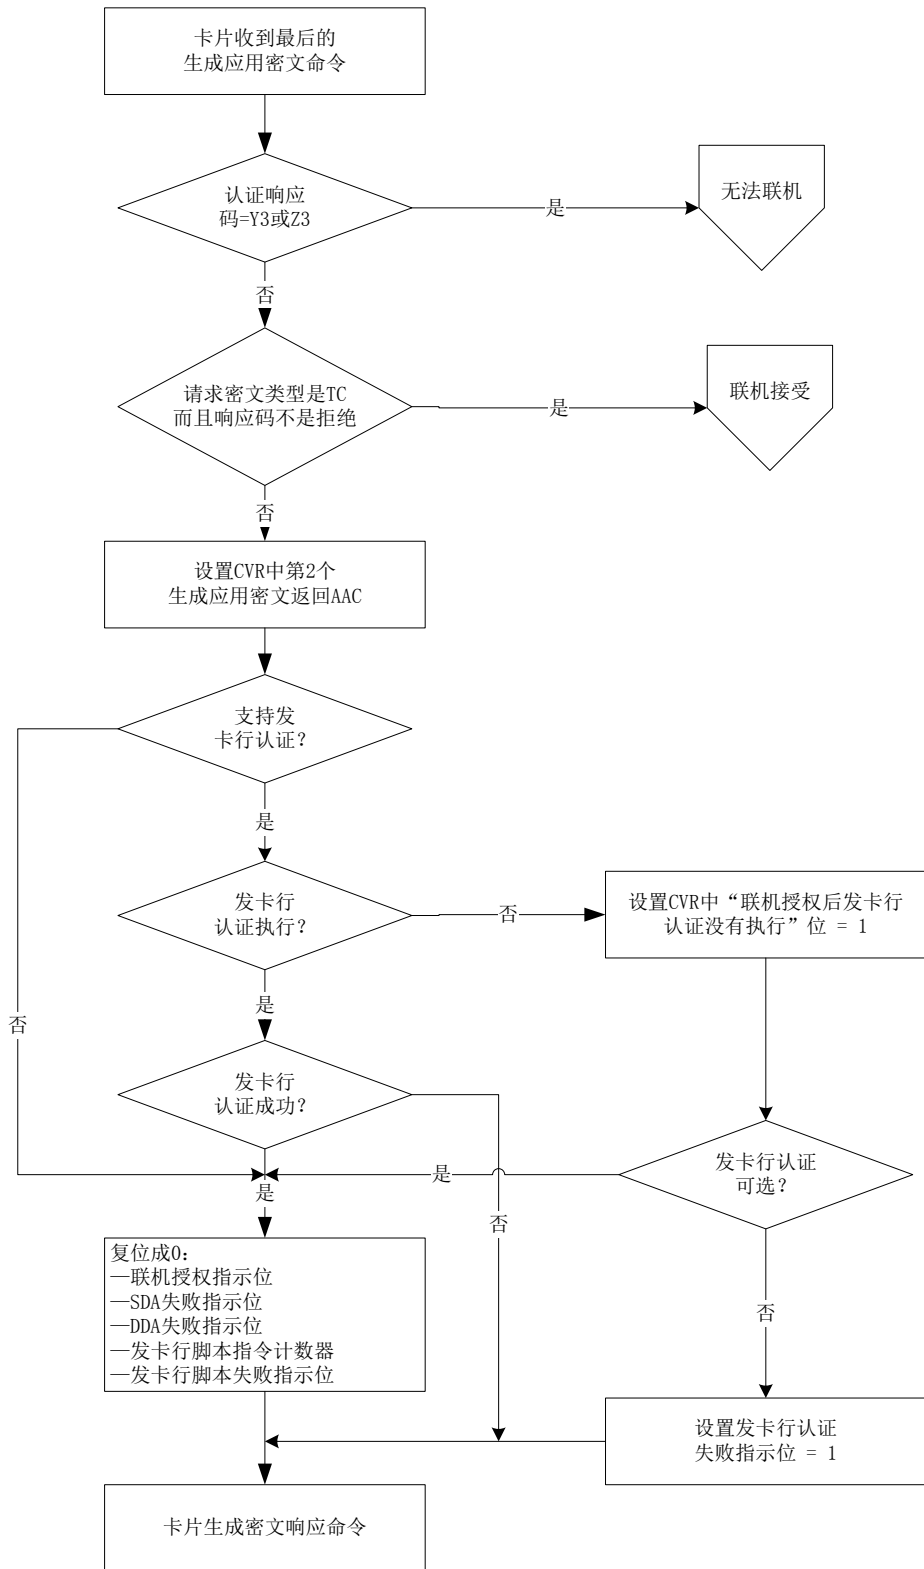 卡片收到最后的
生成应用密文命令
认证响应
码=Y3或Z3
是
无法联机
否
请求密文类型是TC
而且响应码不是拒绝
是
联机接受
否
设置CVR中第2个
生成应用密文返回AAC
支持发
卡行认证？
是
发卡行
认证执行？
否
设置CVR中“联机授权后发卡行
认证没有执行”位 = 1
是
否
发卡行
认证成功？
发卡行认证
可选？
是
是
否
复位成0：
—联机授权指示位
—SDA失败指示位
—DDA失败指示位
—发卡行脚本指令计数器
—发卡行脚本失败指示位
否
设置发卡行认证
失败指示位 = 1
卡片生成密文响应命令